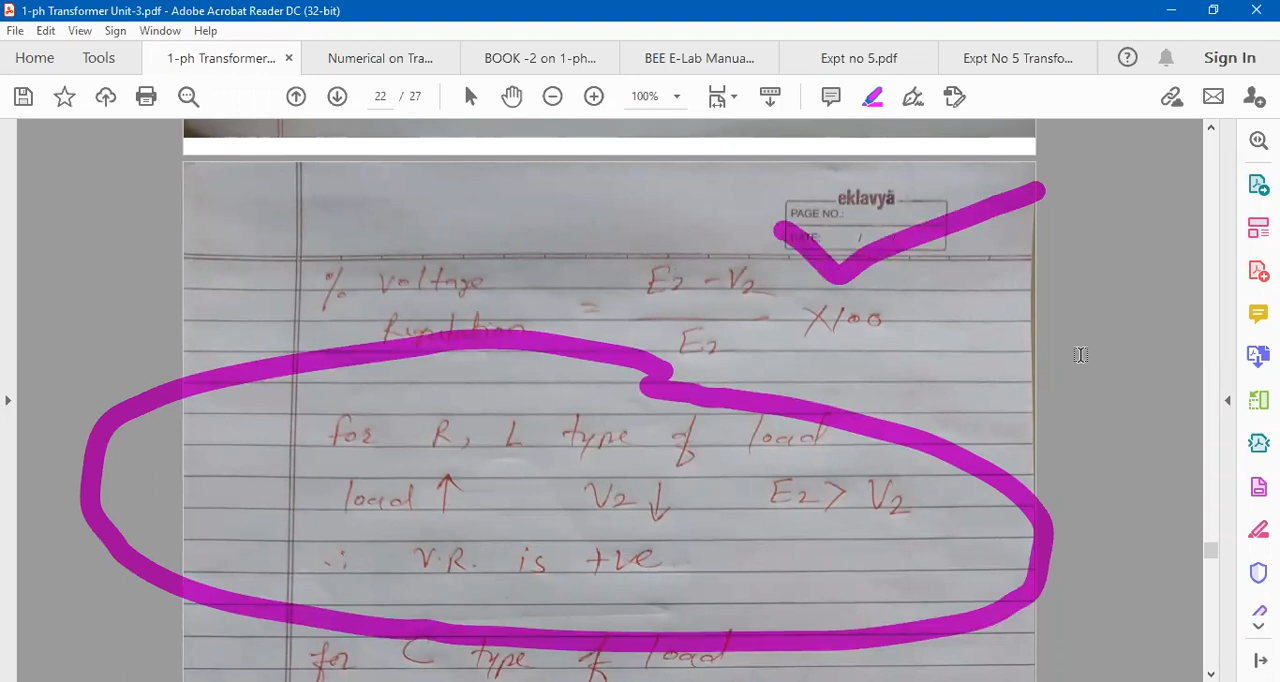 1-ph Transformer Unit-3.pdf - Adobe Acrobat Reader DC (32-bit)
File Edit View Sign Window Help
Home Tools 1-ph Transformer... × Numerical on Tra... BOOK -2 on 1-ph... BEE E-Lab Manua... Expt no 5.pdf Expt No 5 Transfo... Sign In
22 / 27 100%
eklavyā
PAGE NO.:
DATE: / /
% Voltage Regulation = E2 - V2 / E2 X100
for R, L type of load
load ↑ V2 ↓ E2 > V2
∴ V.R. is +ve
for C type of load